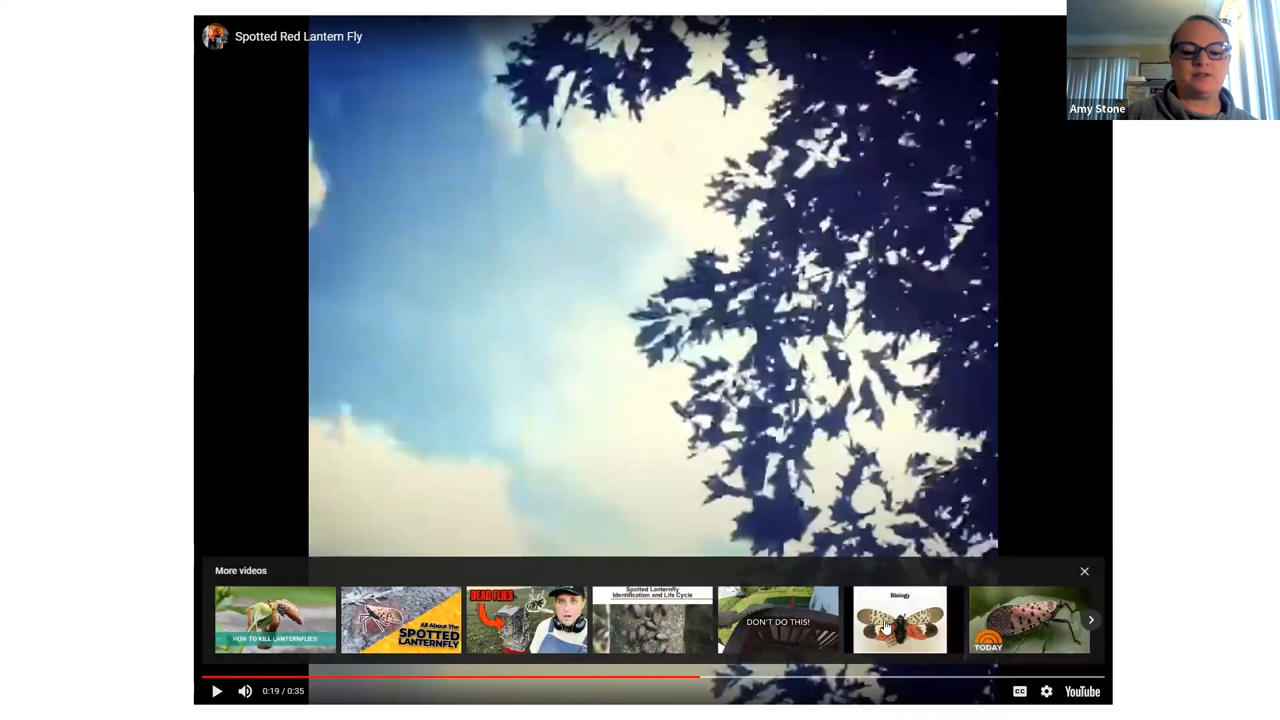 Spotted Red Lantern Fly
Amy Stone
More videos
HOW TO KILL LANTERNFLIES
All About The
SPOTTED
LANTERNFLY
DEAD FLIES
Spotted Lanternfly
Identification and Life Cycle
DON'T DO THIS!
Biology
TODAY
0:19 / 0:35
CC
YouTube